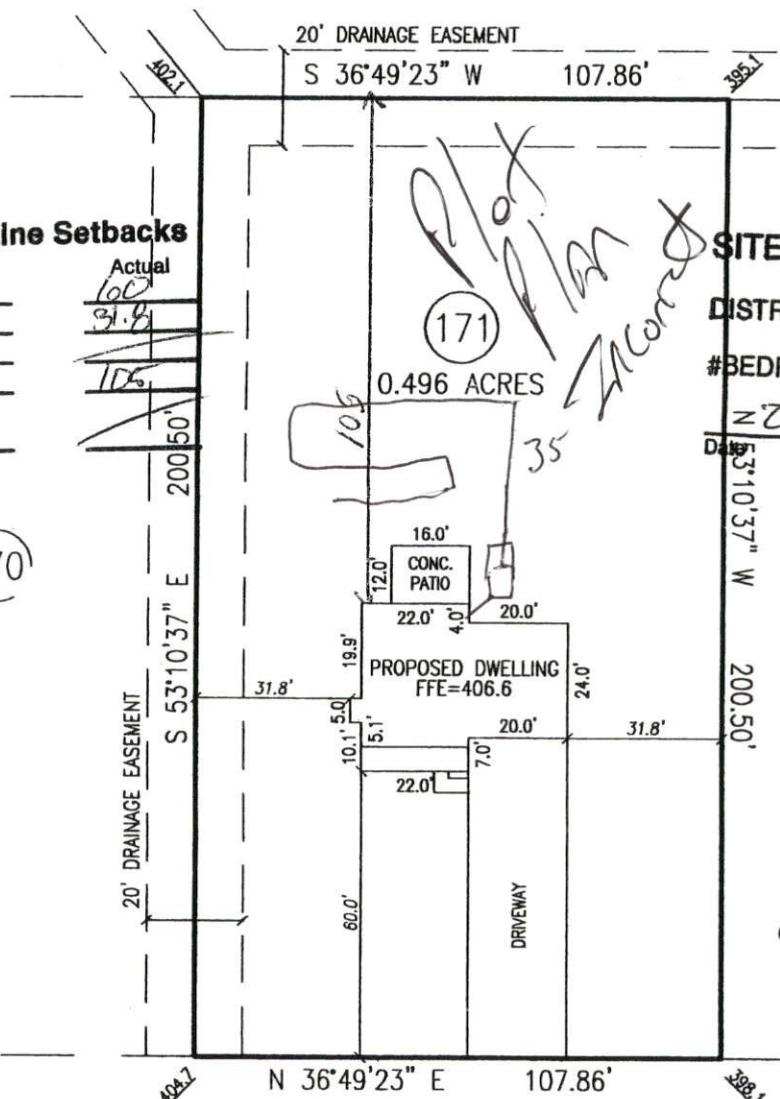 20' DRAINAGE EASEMENT
S 36°49'23" W 107.86'
402.1
395.1
Plot
Plan
Incorrect
ine Setbacks
Actual
60
31.8
105
SITE
DISTR
#BEDR
Date
171
0.496 ACRES
105
35
200.50'
S 53°10'37" E
N 53°10'37" W
200.50'
16.0'
CONC.
PATIO
12.0'
22.0'
4.0'
20.0'
19.9'
PROPOSED DWELLING
FFE=406.6
24.0'
31.8'
5.0
10.1'
5.1'
20.0'
7.0'
31.8'
22.0'
20' DRAINAGE EASEMENT
60.0'
DRIVEWAY
404.7
N 36°49'23" E 107.86'
398.1